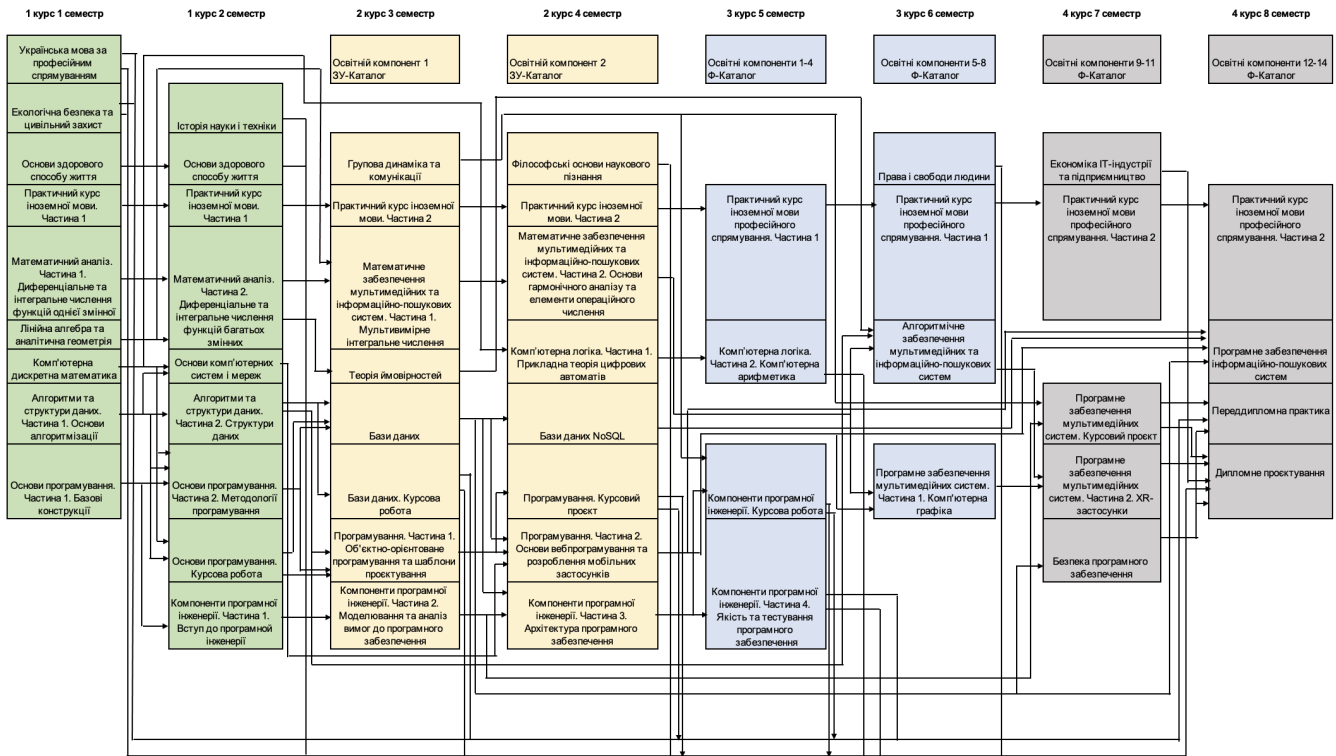 1 курс 1 семестр
1 курс 2 семестр
2 курс 3 семестр
2 курс 4 семестр
3 курс 5 семестр
3 курс 6 семестр
4 курс 7 семестр
4 курс 8 семестр
Українська мова за
професійним
спрямуванням
Екологічна безпека та
цивільний захист
Основи здорового
способу життя
Практичний курс
іноземної мови.
Частина 1
Математичний аналіз.
Частина 1.
Диференціальне та
інтегральне числення
функцій однієї змінної
Лінійна алгебра та
аналітична геометрія
Комп'ютерна
дискретна математика
Алгоритми та
структури даних.
Частина 1. Основи
алгоритмізації
Основи програмування.
Частина 1. Базові
конструкції
Історія науки і техніки
Основи здорового
способу життя
Практичний курс
іноземної мови.
Частина 1
Математичний аналіз.
Частина 2.
Диференціальне та
інтегральне числення
функцій багатьох
змінних
Основи комп'ютерних
систем і мереж
Алгоритми та
структури даних.
Частина 2. Структури
даних
Основи програмування.
Частина 2. Методології
програмування
Основи програмування.
Курсова робота
Компоненти програмної
інженерії. Частина 1.
Вступ до програмної
інженерії
Освітній компонент 1
ЗУ-Каталог
Групова динаміка та
комунікації
Практичний курс іноземної
мови. Частина 2
Математичне
забезпечення
мультимедійних та
інформаційно-пошукових
систем. Частина 1.
Мультивимірне
інтегральне числення
Теорія ймовірностей
Бази даних
Бази даних. Курсова
робота
Програмування. Частина 1.
Об'єктно-орієнтоване
програмування та шаблони
проєктування
Компоненти програмної
інженерії. Частина 2.
Моделювання та аналіз
вимог до програмного
забезпечення
Освітній компонент 2
ЗУ-Каталог
Філософські основи наукового
пізнання
Практичний курс іноземної
мови. Частина 2
Математичне забезпечення
мультимедійних та
інформаційно-пошукових
систем. Частина 2. Основи
гармонічного аналізу та
елементи операційного
числення
Комп'ютерна логіка. Частина 1.
Прикладна теорія цифрових
автоматів
Бази даних NoSQL
Програмування. Курсовий
проєкт
Програмування. Частина 2.
Основи вебпрограмування та
розроблення мобільних
застосунків
Компоненти програмної
інженерії. Частина 3.
Архітектура програмного
забезпечення
Освітні компоненти 1-4
Ф-Каталог
Практичний курс
іноземної мови
професійного
спрямування. Частина 1
Комп'ютерна логіка.
Частина 2. Комп'ютерна
арифметика
Компоненти програмної
інженерії. Курсова робота
Компоненти програмної
інженерії. Частина 4.
Якість та тестування
програмного
забезпечення
Освітні компоненти 5-8
Ф-Каталог
Права і свободи людини
Практичний курс
іноземної мови
професійного
спрямування. Частина 1
Алгоритмічне
забезпечення
мультимедійних та
інформаційно-пошукових
систем
Програмне забезпечення
мультимедійних систем.
Частина 1. Комп'ютерна
графіка
Освітні компоненти 9-11
Ф-Каталог
Економіка ІТ-індустрії
та підприємництво
Практичний курс
іноземної мови
професійного
спрямування. Частина 2
Програмне
забезпечення
мультимедійних
систем. Курсовий проєкт
Програмне
забезпечення
мультимедійних
систем. Частина 2. XR-
застосунки
Безпека програмного
забезпечення
Освітні компоненти 12-14
Ф-Каталог
Практичний курс
іноземної мови
професійного
спрямування. Частина 2
Програмне забезпечення
інформаційно-пошукових
систем
Переддипломна практика
Дипломне проєктування